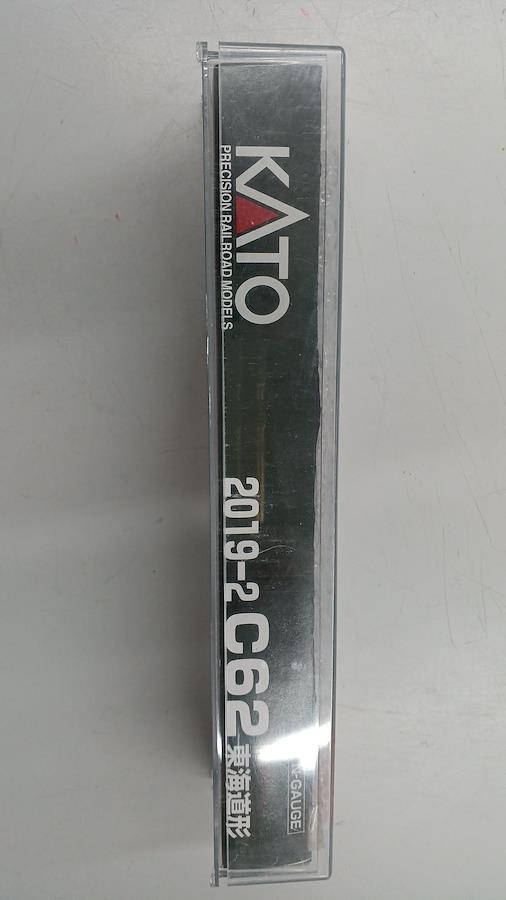 KATO
PRECISION RAILROAD MODELS
2019-2 C62 東海道形
N-GAUGE